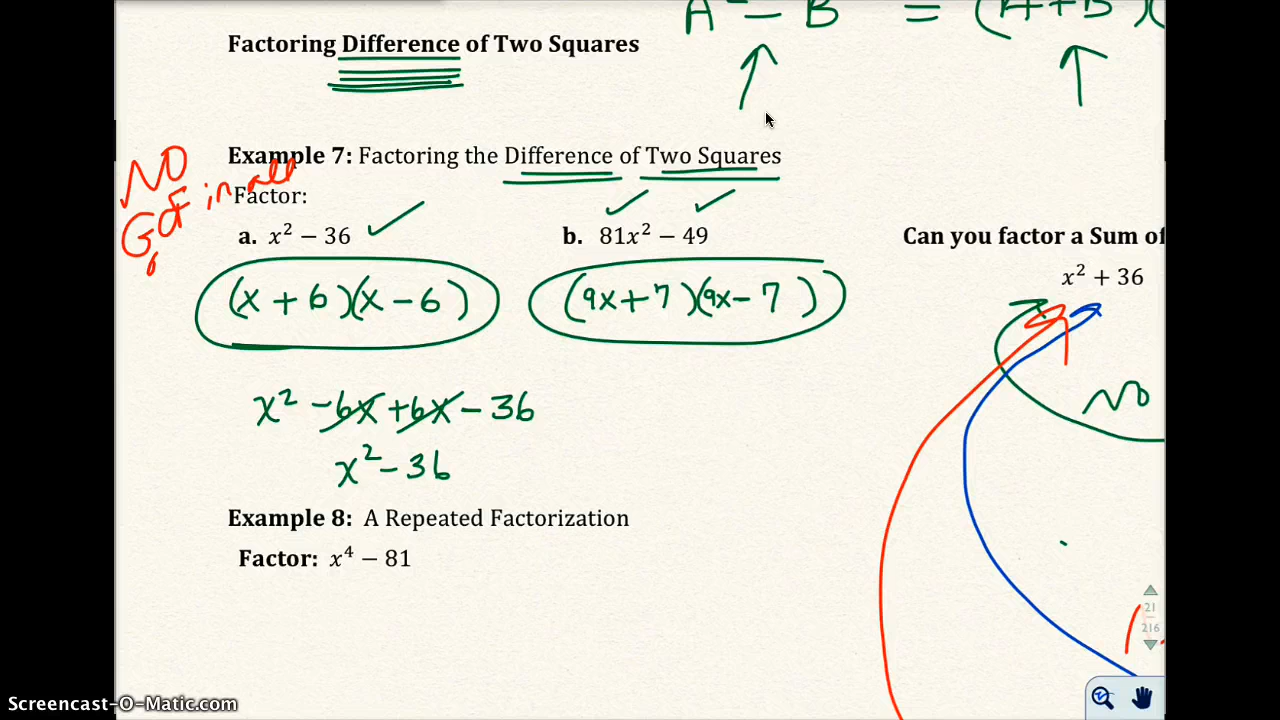 A² − B² = (A+B)(
Factoring Difference of Two Squares
Example 7: Factoring the Difference of Two Squares
NO
GCF in all
Factor:
a. x² − 36
b. 81x² − 49
Can you factor a Sum of
x² + 36
(x + 6)(x − 6)
(9x+7)(9x−7)
NO
x² −6x +6x − 36
x² − 36
Example 8: A Repeated Factorization
Factor: x⁴ − 81
21
216
Screencast-O-Matic.com